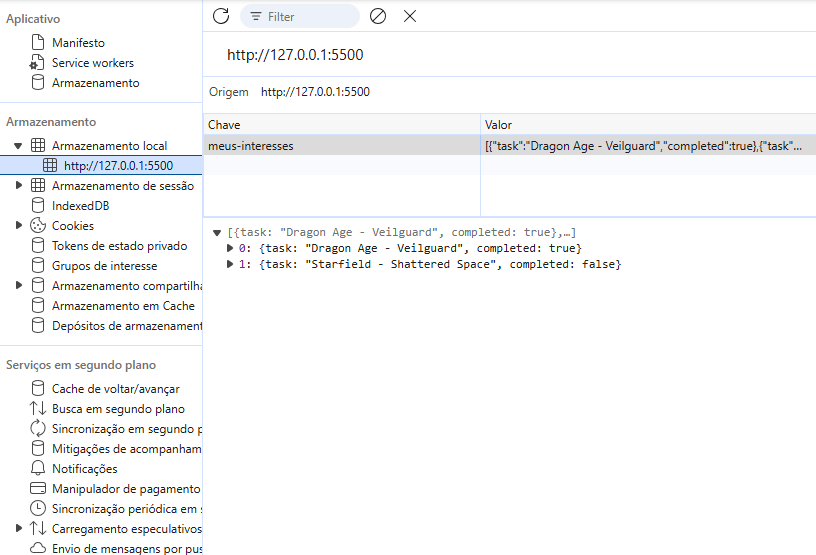 Aplicativo
Manifesto
Service workers
Armazenamento
Armazenamento
Armazenamento local
http://127.0.0.1:5500
Armazenamento de sessão
IndexedDB
Cookies
Tokens de estado privado
Grupos de interesse
Armazenamento compartilha
Armazenamento em Cache
Depósitos de armazenament
Serviços em segundo plano
Cache de voltar/avançar
Busca em segundo plano
Sincronização em segundo p
Mitigações de acompanham
Notificações
Manipulador de pagamento
Sincronização periódica em s
Carregamento especulativos
Envio de mensagens por pus
Filter
http://127.0.0.1:5500
Origem http://127.0.0.1:5500
Chave Valor
meus-interesses [{"task":"Dragon Age - Veilguard","completed":true},{"task"...
[{task: "Dragon Age - Veilguard", completed: true},…]
0: {task: "Dragon Age - Veilguard", completed: true}
1: {task: "Starfield - Shattered Space", completed: false}